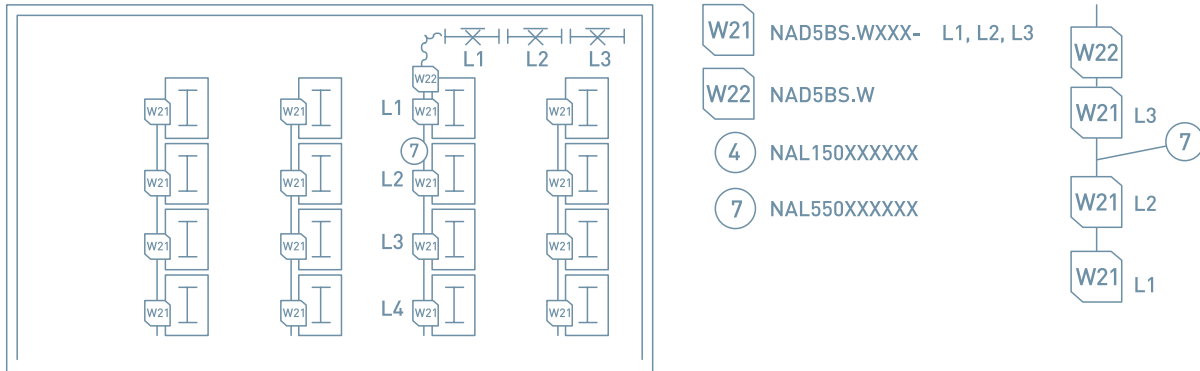 L1 L2 L3
W22
W21 W21 L1 W21 W21
7
W21 W21 L2 W21 W21
W21 W21 L3 W21 W21
W21 W21 L4 W21 W21
W21 NAD5BS.WXXX- L1, L2, L3
W22 NAD5BS.W
4 NAL150XXXXXX
7 NAL550XXXXXX
W22
W21 L3
7
W21 L2
W21 L1